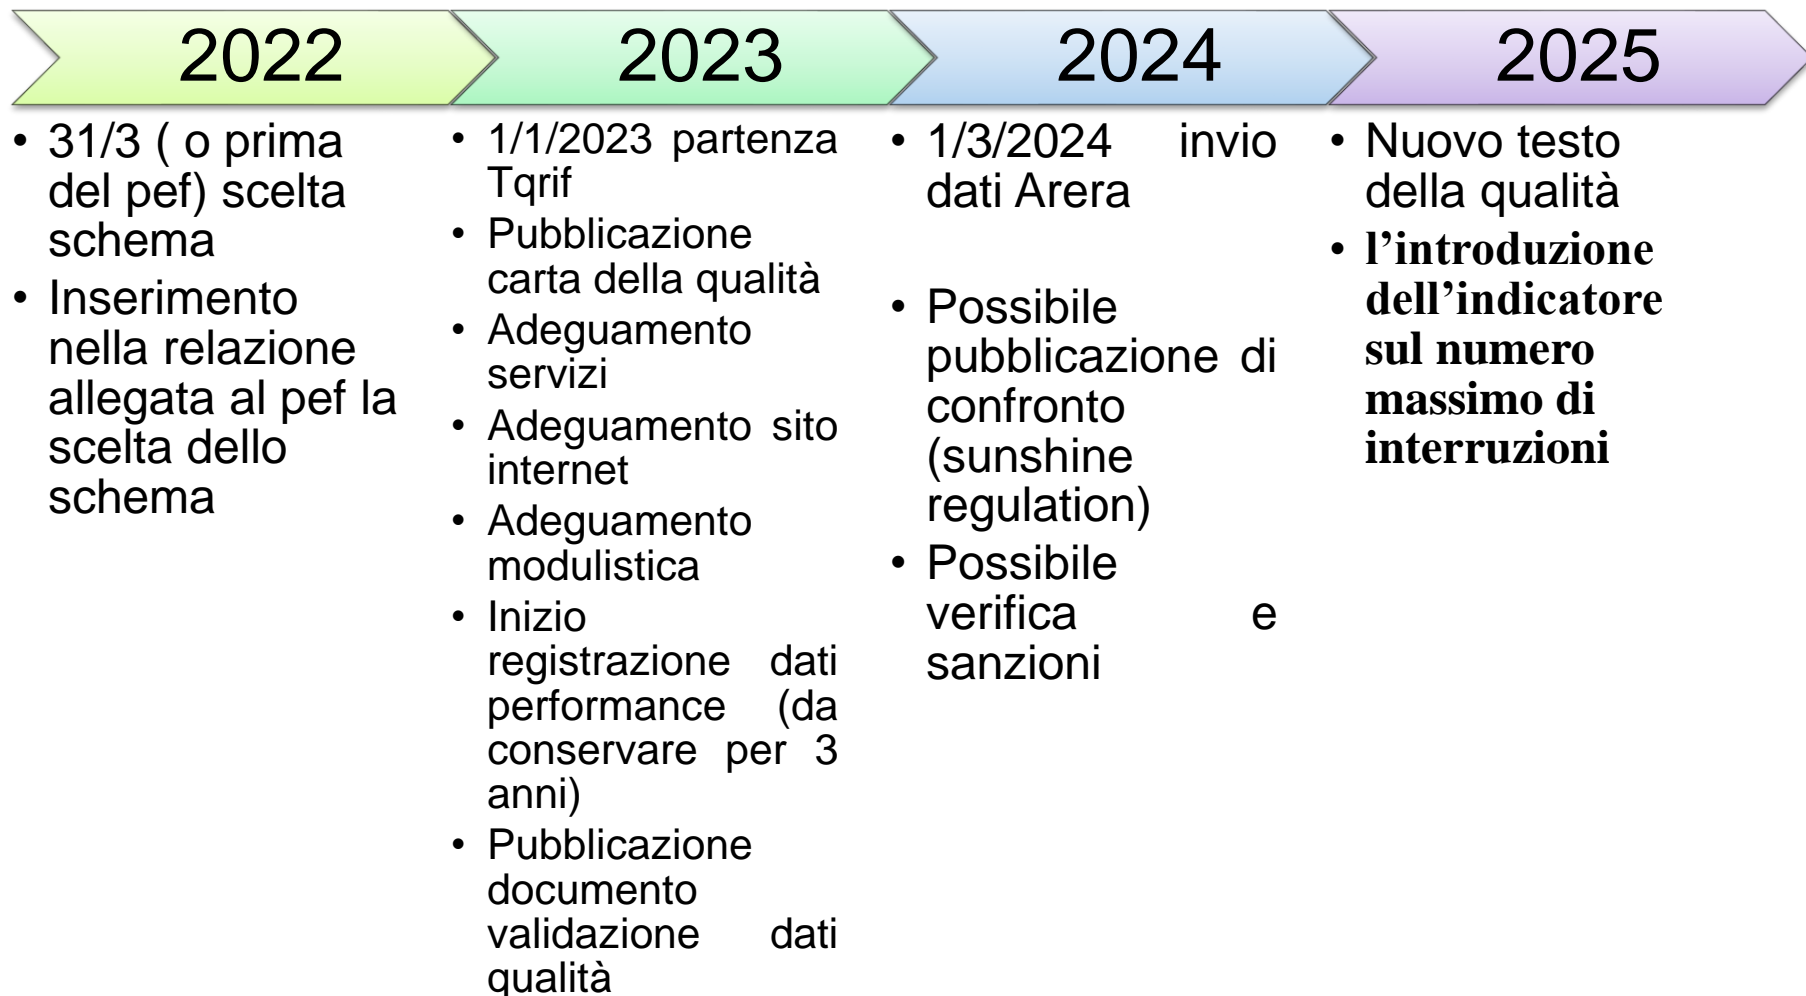 2022
• 31/3 ( o prima
del pef) scelta
schema
• Inserimento
nella relazione
allegata al pef la
scelta dello
schema
2023
• 1/1/2023 partenza
Tqrif
• Pubblicazione
carta della qualità
• Adeguamento
servizi
• Adeguamento sito
internet
• Adeguamento
modulistica
• Inizio
registrazione dati
performance (da
conservare per 3
anni)
• Pubblicazione
documento
validazione dati
qualità
2024
• 1/3/2024 invio
dati Arera
• Possibile
pubblicazione di
confronto
(sunshine
regulation)
• Possibile
verifica e
sanzioni
2025
• Nuovo testo
della qualità
• l’introduzione
dell’indicatore
sul numero
massimo di
interruzioni